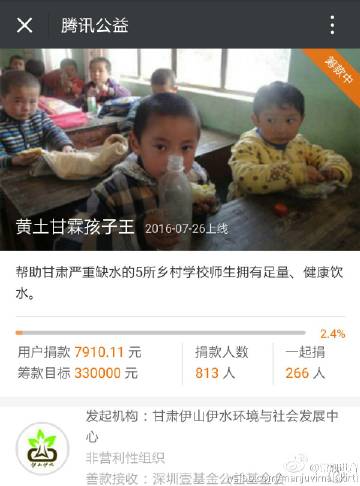 腾讯公益
筹款中
黄土甘霖孩子王 2016-07-26上线
帮助甘肃严重缺水的5所乡村学校师生拥有足量、健康饮
水。
2.4%
用户捐款 7910.11 元
捐款人数
一起捐
筹款目标 330000 元
813 人
266 人
发起机构：甘肃伊山伊水环境与社会发展中
心
非营利性组织
善款接收：深圳壹基金公益基金会
伊山伊水